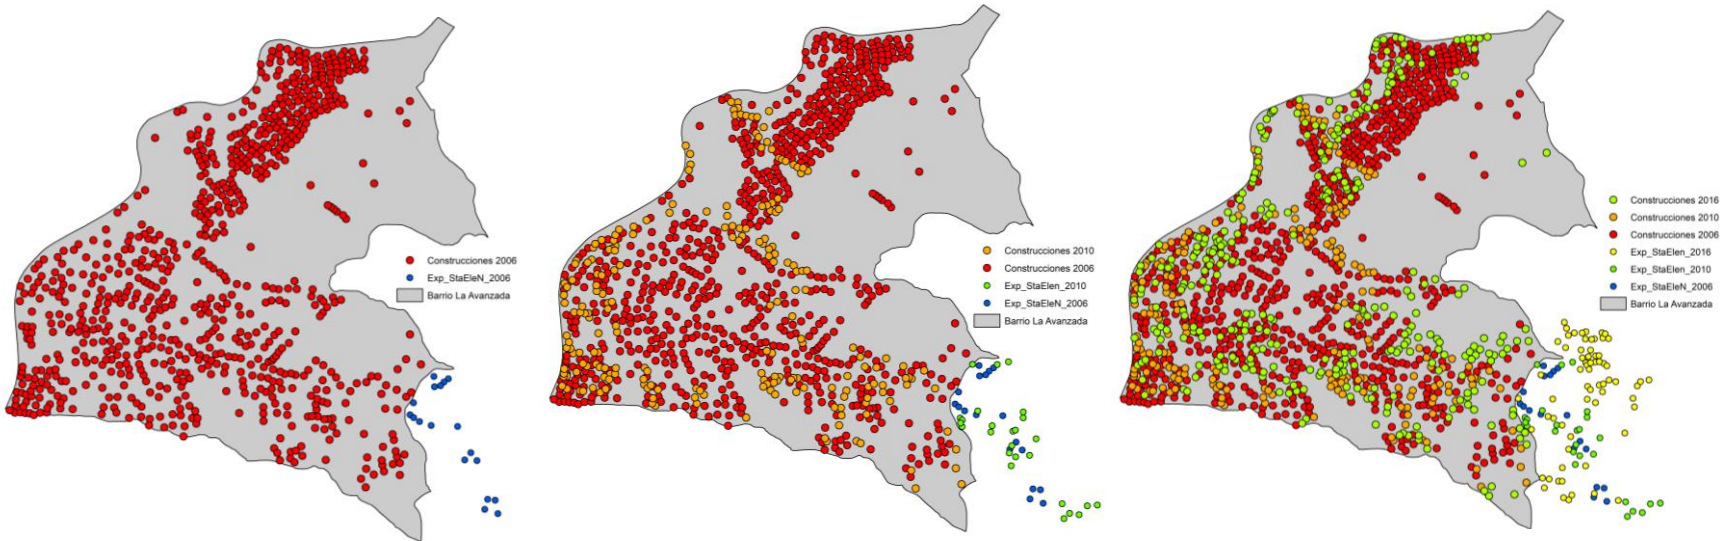 Construcciones 2006
Exp_StaEleN_2006
Barrio La Avanzada
Construcciones 2010
Construcciones 2006
Exp_StaElen_2010
Exp_StaEleN_2006
Barrio La Avanzada
Construcciones 2016
Construcciones 2010
Construcciones 2006
Exp_StaElen_2016
Exp_StaElen_2010
Exp_StaEleN_2006
Barrio La Avanzada